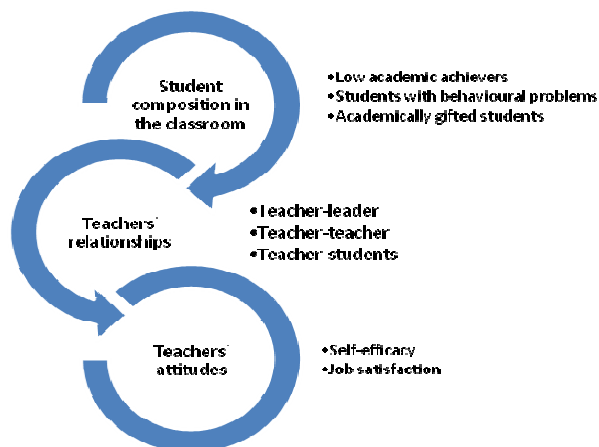 Student
composition in
the classroom
•Low academic achievers
•Students with behavioural problems
•Academically gifted students
Teachers'
relationships
•Teacher-leader
•Teacher-teacher
•Teacher-students
Teachers'
attitudes
•Self-efficacy
•Job satisfaction